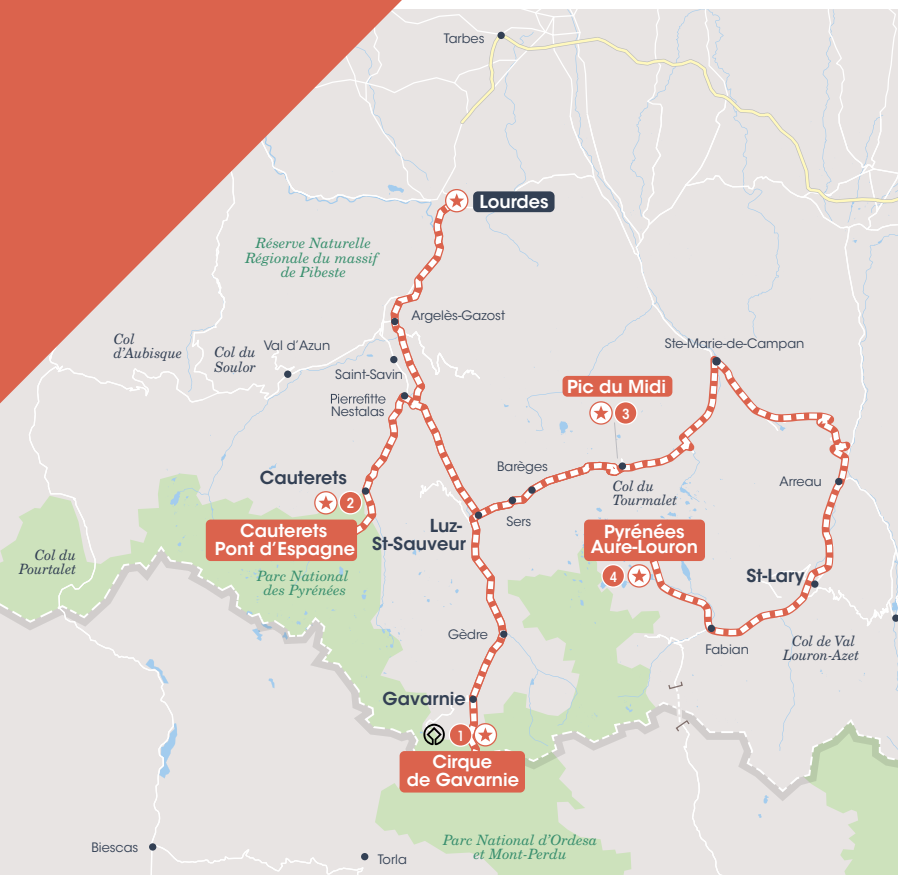 Tarbes
Lourdes
Réserve Naturelle
Régionale du massif
de Pibeste
Argelès-Gazost
Col
d'Aubisque
Col du
Soulor
Val d'Azun
Saint-Savin
Pierrefitte
Nestalas
Ste-Marie-de-Campan
Pic du Midi
3
Cauterets
2
Cauterets
Pont d'Espagne
Barèges
Sers
Col du
Tourmalet
Arreau
Luz-
St-Sauveur
Pyrénées
Aure-Louron
4
Col du
Pourtalet
Parc National
des Pyrénées
St-Lary
Gèdre
Fabian
Col de Val
Louron-Azet
Gavarnie
1
Cirque
de Gavarnie
Parc National d'Ordesa
et Mont-Perdu
Biescas
Torla